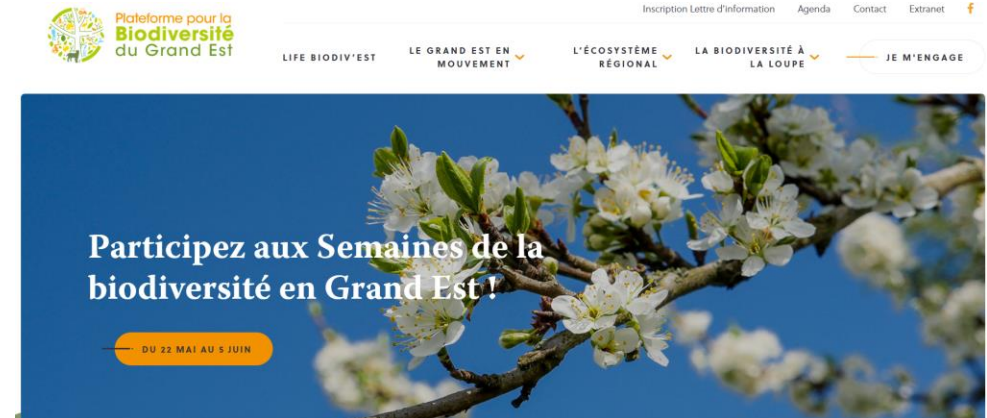 Inscription Lettre d'information Agenda Contact Extranet f
Plateforme pour la
Biodiversité
du Grand Est
LIFE BIODIV'EST
LE GRAND EST EN
MOUVEMENT
L'ÉCOSYSTÈME
RÉGIONAL
LA BIODIVERSITÉ À
LA LOUPE
JE M'ENGAGE
Participez aux Semaines de la
biodiversité en Grand Est !
DU 22 MAI AU 5 JUIN